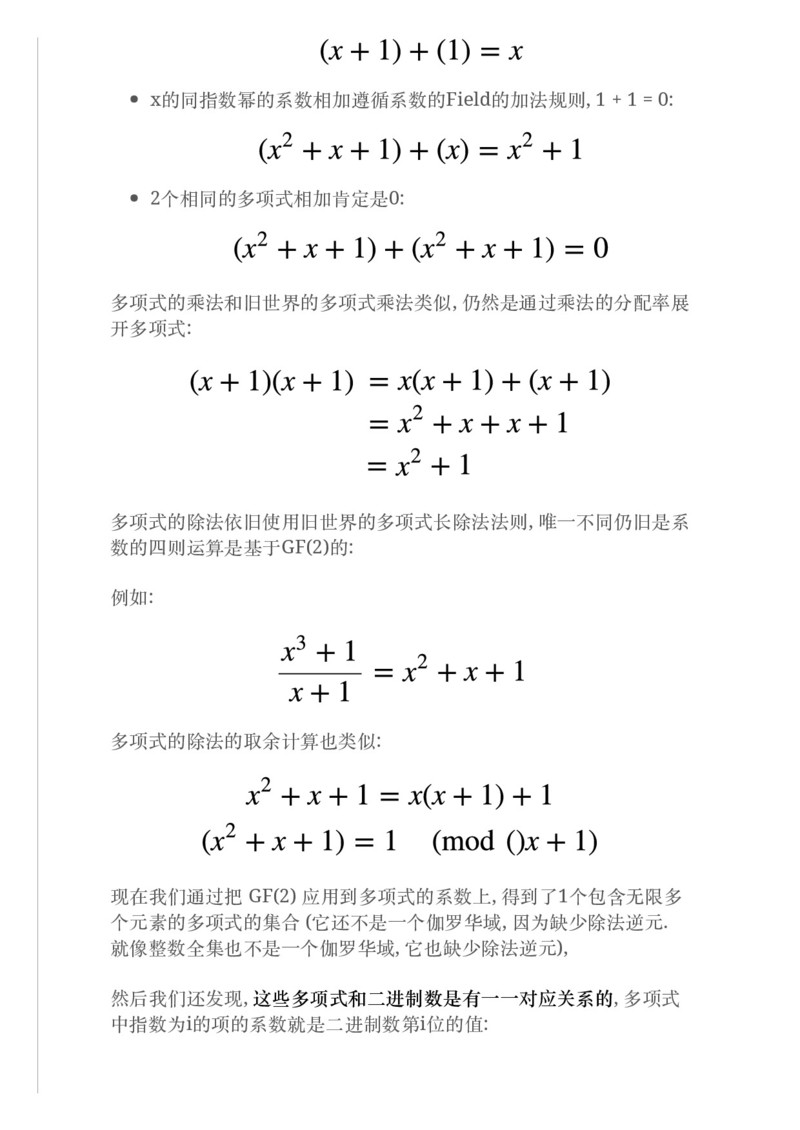 (x + 1) + (1) = x
• x的同指数幂的系数相加遵循系数的Field的加法规则, 1 + 1 = 0:
(x² + x + 1) + (x) = x² + 1
• 2个相同的多项式相加肯定是0:
(x² + x + 1) + (x² + x + 1) = 0
多项式的乘法和旧世界的多项式乘法类似, 仍然是通过乘法的分配率展
开多项式:
(x + 1)(x + 1) = x(x + 1) + (x + 1)
= x² + x + x + 1
= x² + 1
多项式的除法依旧使用旧世界的多项式长除法法则, 唯一不同仍旧是系
数的四则运算是基于GF(2)的:
例如:
x³ + 1
= x² + x + 1
x + 1
多项式的除法的取余计算也类似:
x² + x + 1 = x(x + 1) + 1
(x² + x + 1) = 1 (mod ()x + 1)
现在我们通过把 GF(2) 应用到多项式的系数上, 得到了1个包含无限多
个元素的多项式的集合 (它还不是一个伽罗华域, 因为缺少除法逆元.
就像整数全集也不是一个伽罗华域, 它也缺少除法逆元),
然后我们还发现, 这些多项式和二进制数是有一一对应关系的, 多项式
中指数为i的项的系数就是二进制数第i位的值: